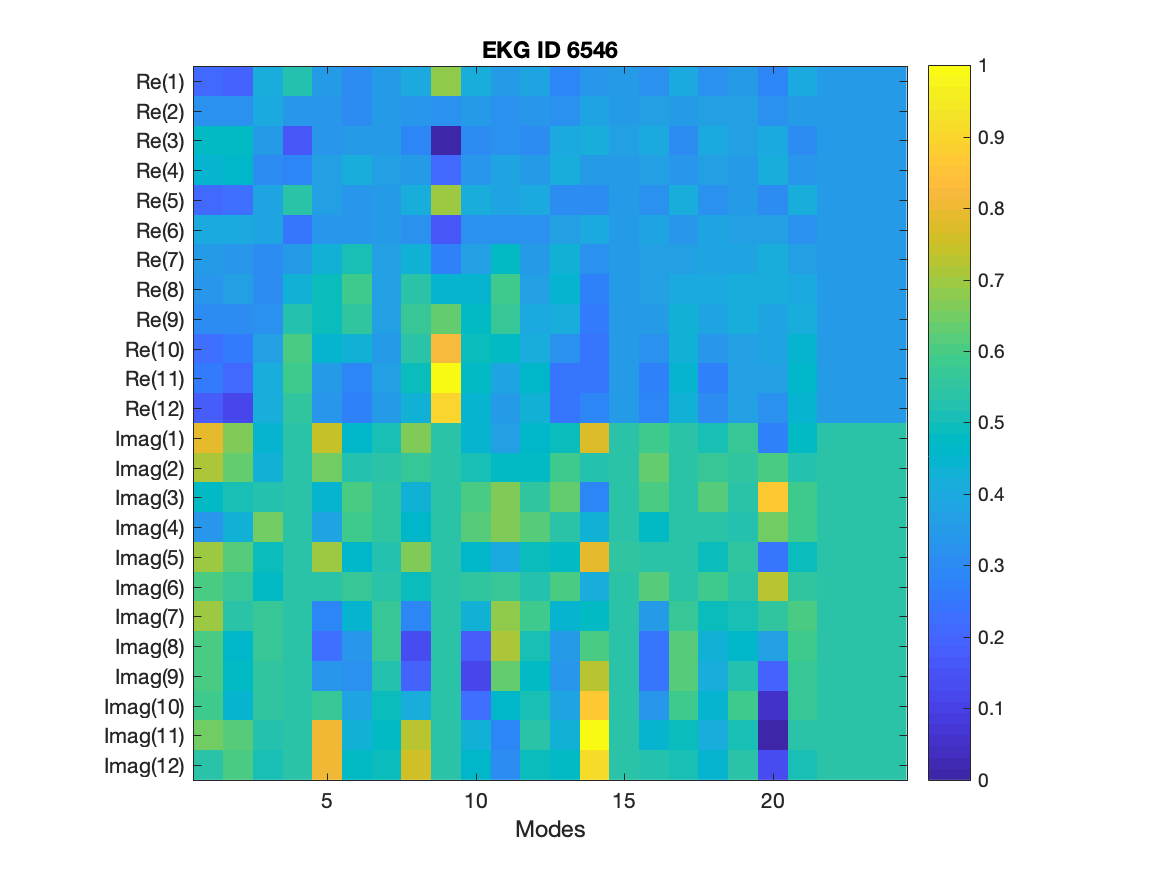 EKG ID 6546
Re(1)
Re(2)
Re(3)
Re(4)
Re(5)
Re(6)
Re(7)
Re(8)
Re(9)
Re(10)
Re(11)
Re(12)
Imag(1)
Imag(2)
Imag(3)
Imag(4)
Imag(5)
Imag(6)
Imag(7)
Imag(8)
Imag(9)
Imag(10)
Imag(11)
Imag(12)
5 10 15 20
Modes
1
0.9
0.8
0.7
0.6
0.5
0.4
0.3
0.2
0.1
0